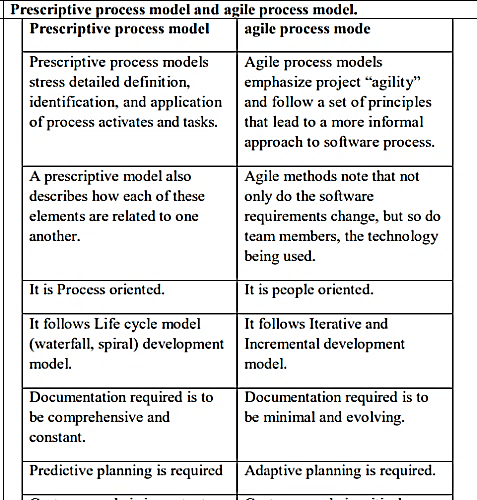 Prescriptive process model and agile process model.
Prescriptive process model
agile process mode
Prescriptive process models
stress detailed definition,
identification, and application
of process activates and tasks.
Agile process models
emphasize project “agility”
and follow a set of principles
that lead to a more informal
approach to software process.
A prescriptive model also
describes how each of these
elements are related to one
another.
Agile methods note that not
only do the software
requirements change, but so do
team members, the technology
being used.
It is Process oriented.
It is people oriented.
It follows Life cycle model
(waterfall, spiral) development
model.
It follows Iterative and
Incremental development
model.
Documentation required is to
be comprehensive and
constant.
Documentation required is to
be minimal and evolving.
Predictive planning is required
Adaptive planning is required.